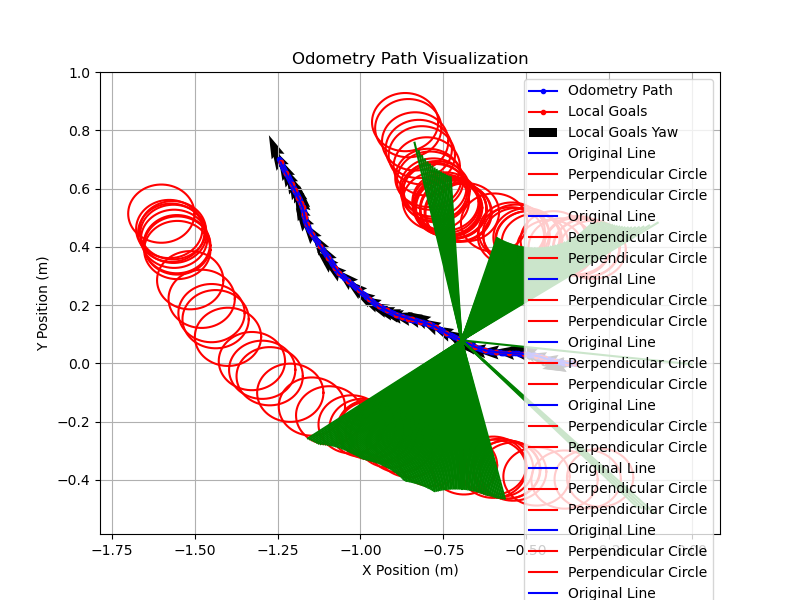 Odometry Path Visualization
Y Position (m)
1.0
0.8
0.6
0.4
0.2
0.0
−0.2
−0.4
−1.75
−1.50
−1.25
−1.00
−0.75
−0.50
X Position (m)
Odometry Path
Local Goals
Local Goals Yaw
Original Line
Perpendicular Circle
Perpendicular Circle
Original Line
Perpendicular Circle
Perpendicular Circle
Original Line
Perpendicular Circle
Perpendicular Circle
Original Line
Perpendicular Circle
Perpendicular Circle
Original Line
Perpendicular Circle
Perpendicular Circle
Original Line
Perpendicular Circle
Perpendicular Circle
Original Line
Perpendicular Circle
Perpendicular Circle
Original Line